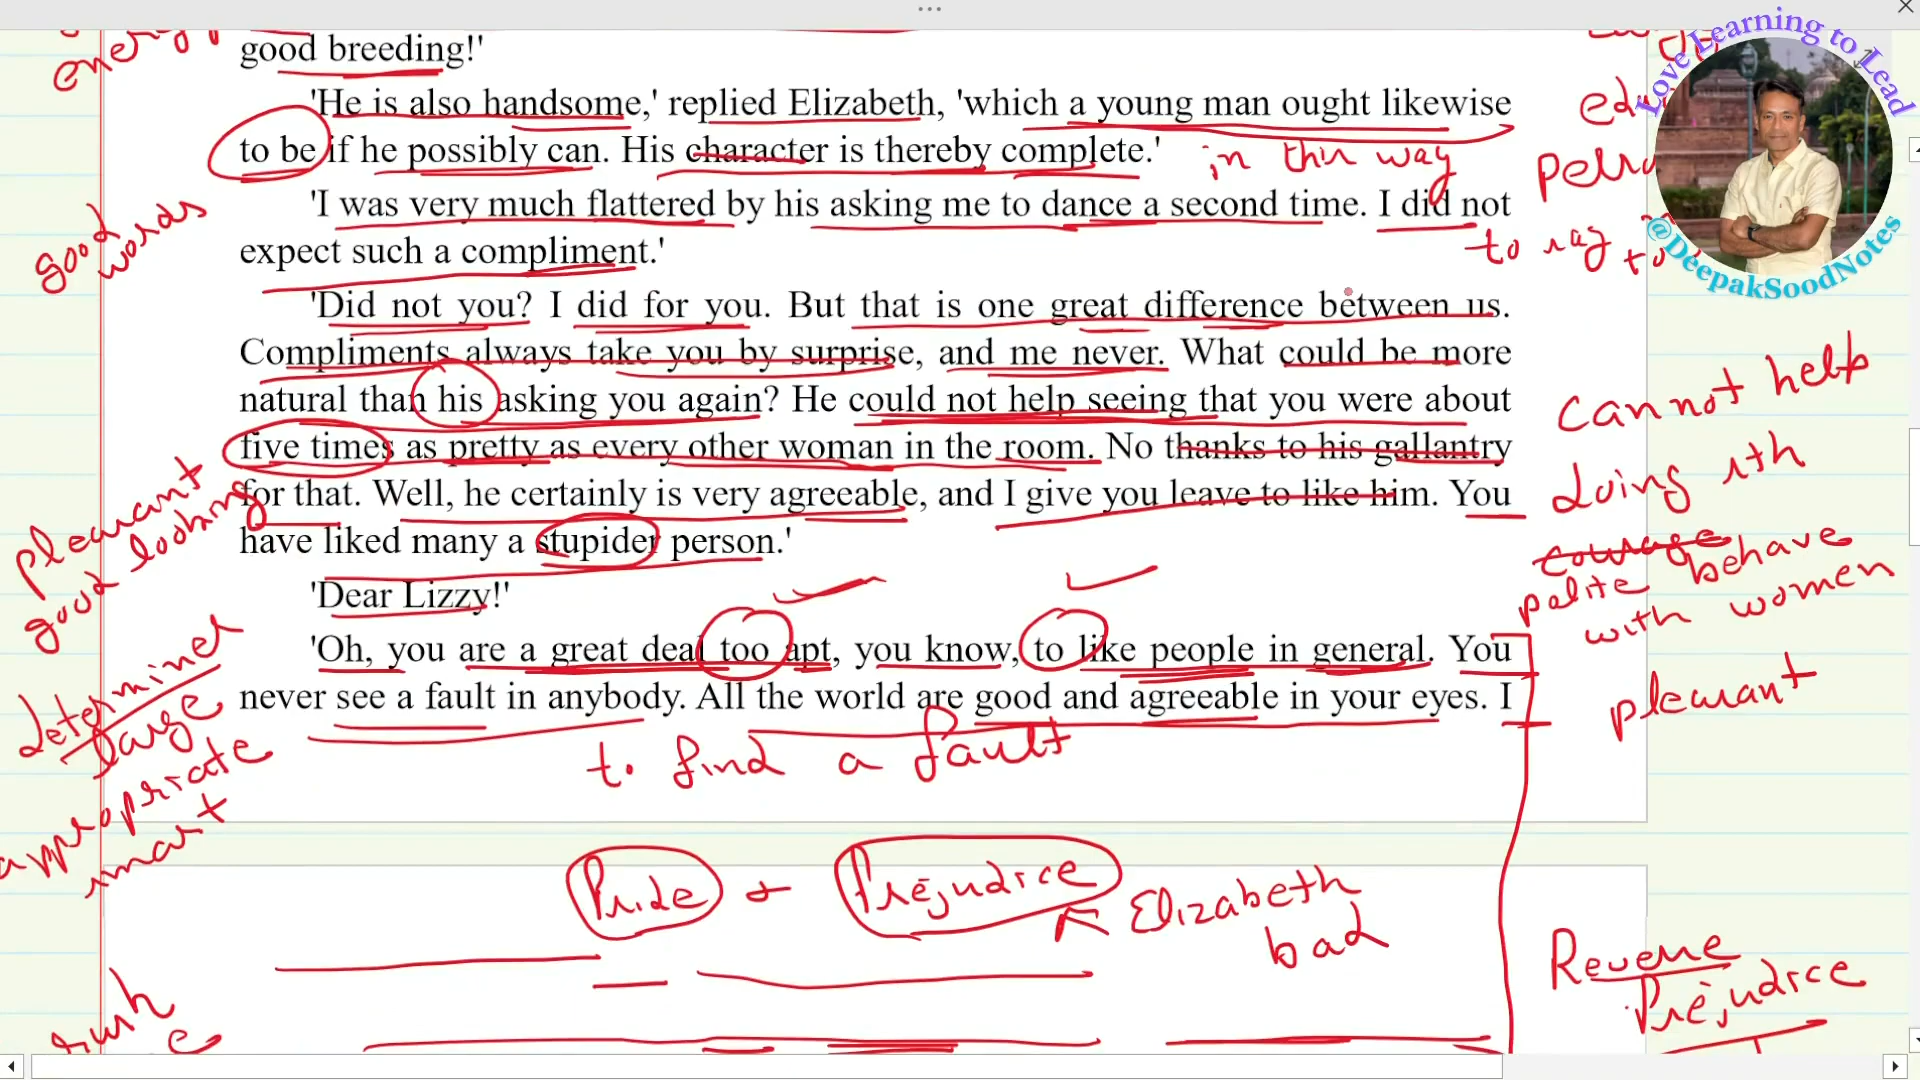 energy
good breeding!'
'He is also handsome,' replied Elizabeth, 'which a young man ought likewise
to be if he possibly can. His character is thereby complete.'
in this way
'I was very much flattered by his asking me to dance a second time. I did not
expect such a compliment.'
good
words
to say
'Did not you? I did for you. But that is one great difference between us.
Compliments always take you by surprise, and me never. What could be more
natural than his asking you again? He could not help seeing that you were about
five times as pretty as every other woman in the room. No thanks to his gallantry
for that. Well, he certainly is very agreeable, and I give you leave to like him. You
have liked many a stupider person.'
'Dear Lizzy!'
'Oh, you are a great deal too apt, you know, to like people in general. You
never see a fault in anybody. All the world are good and agreeable in your eyes. I
to find a fault
pleasant
good looking
determined
large
appropriate
smart
Pride + Prejudice
Elizabeth
bad
cannot help
doing sth
courage
polite behave
with women
pleasant
Reverse
Prejudice
Love Learning to Lead
@DeepakSoodNotes